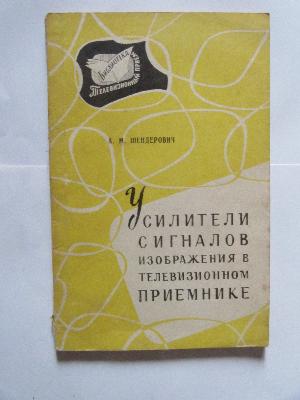 Библиотека
Телевизионный прием
А. М. ШЕНДЕРОВИЧ
УСИЛИТЕЛИ
СИГНАЛОВ
ИЗОБРАЖЕНИЯ В
ТЕЛЕВИЗИОННОМ
ПРИЕМНИКЕ